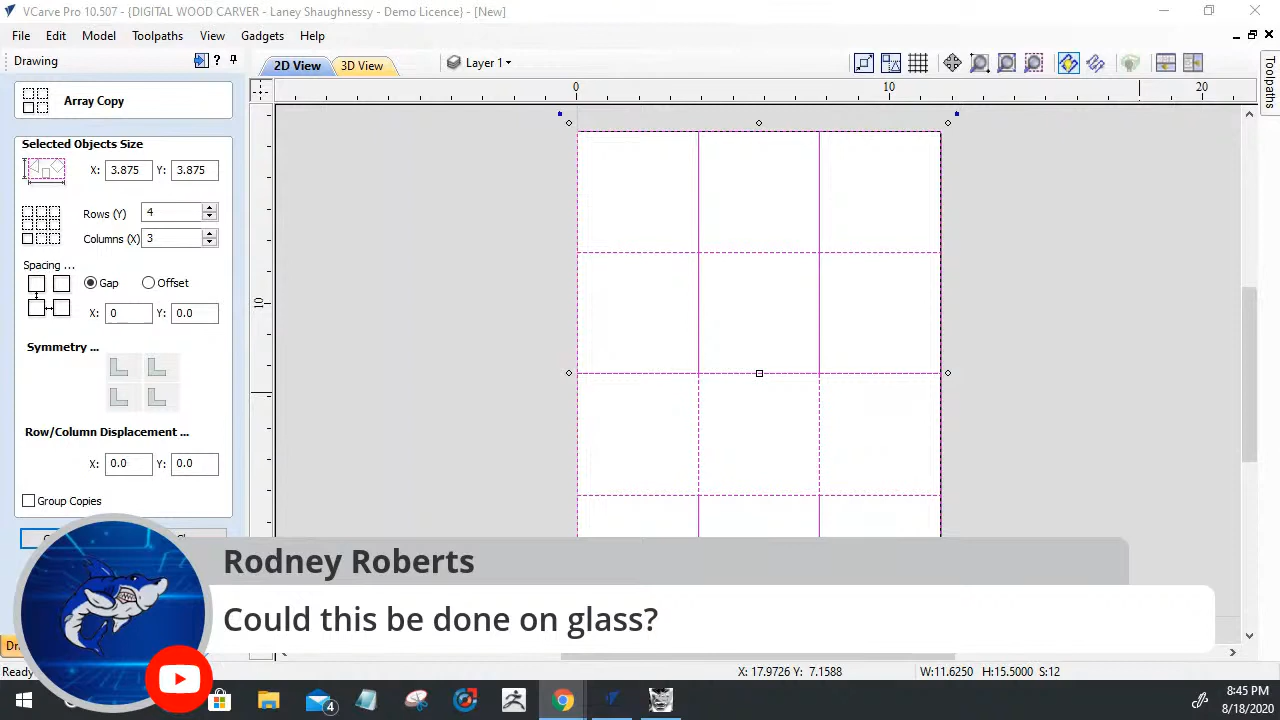 VCarve Pro 10.507 - {DIGITAL WOOD CARVER - Laney Shaughnessy - Demo Licence} - [New]
File Edit Model Toolpaths View Gadgets Help
Drawing
2D View 3D View Layer 1
Array Copy
0 10 20
Selected Objects Size
X: 3.875 Y: 3.875
Rows (Y) 4
Columns (X) 3
Spacing ...
Gap Offset
X: 0 Y: 0.0
Symmetry ...
Row/Column Displacement ...
X: 0.0 Y: 0.0
Group Copies
10
Toolpaths
Rodney Roberts
Could this be done on glass?
X: 17.9726 Y: 7.1588 W:11.6250 H:15.5000 S:12
4
8:45 PM
8/18/2020